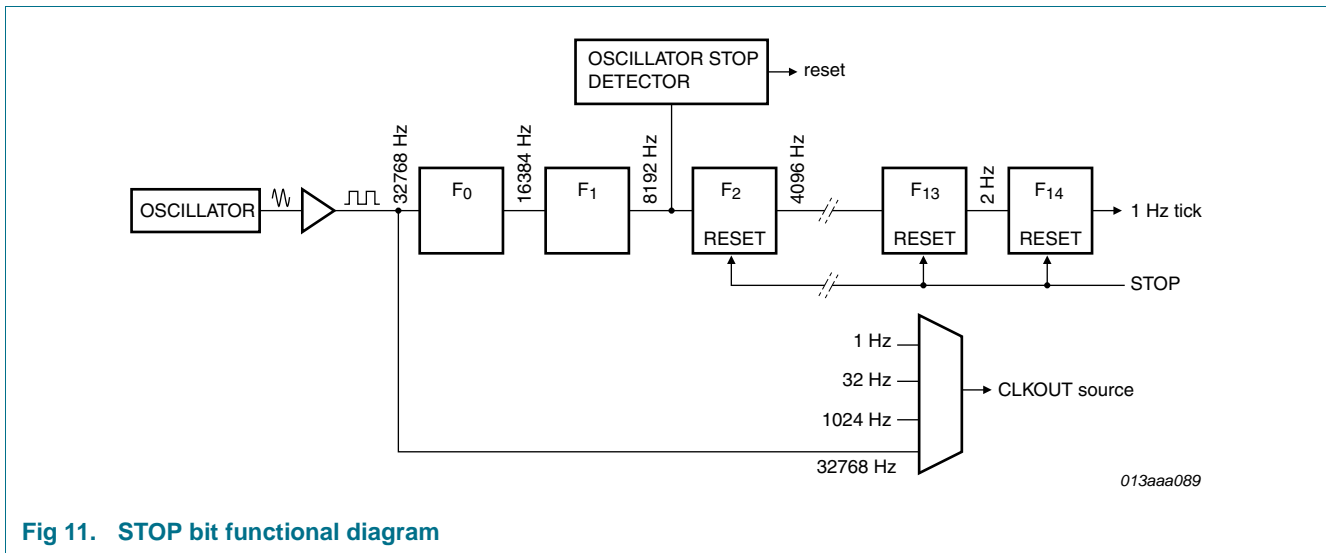 OSCILLATOR STOP
DETECTOR
reset
32768 Hz
16384 Hz
8192 Hz
4096 Hz
2 Hz
OSCILLATOR
F0
F1
F2
RESET
F13
RESET
F14
RESET
1 Hz tick
STOP
1 Hz
32 Hz
1024 Hz
32768 Hz
CLKOUT source
013aaa089
Fig 11. STOP bit functional diagram